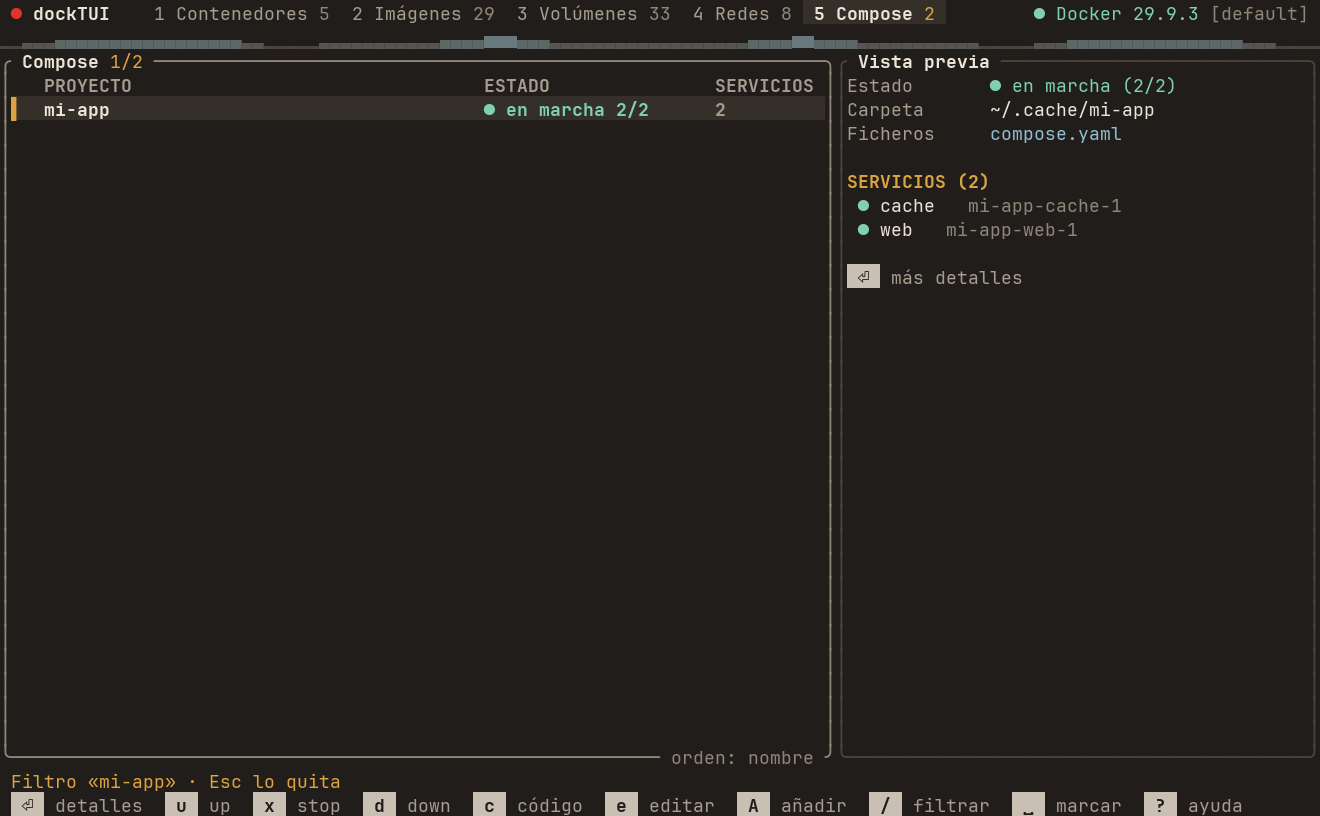 dockTUI 1 Contenedores 5 2 Imágenes 29 3 Volúmenes 33 4 Redes 8 5 Compose 2 Docker 29.9.3 [default]
Compose 1/2
PROYECTO ESTADO SERVICIOS
mi-app en marcha 2/2 2
orden: nombre
Vista previa
Estado en marcha (2/2)
Carpeta ~/.cache/mi-app
Ficheros compose.yaml
SERVICIOS (2)
cache mi-app-cache-1
web mi-app-web-1
⏎ más detalles
Filtro «mi-app» · Esc lo quita
⏎ detalles u up x stop d down c código e editar A añadir / filtrar ␣ marcar ? ayuda